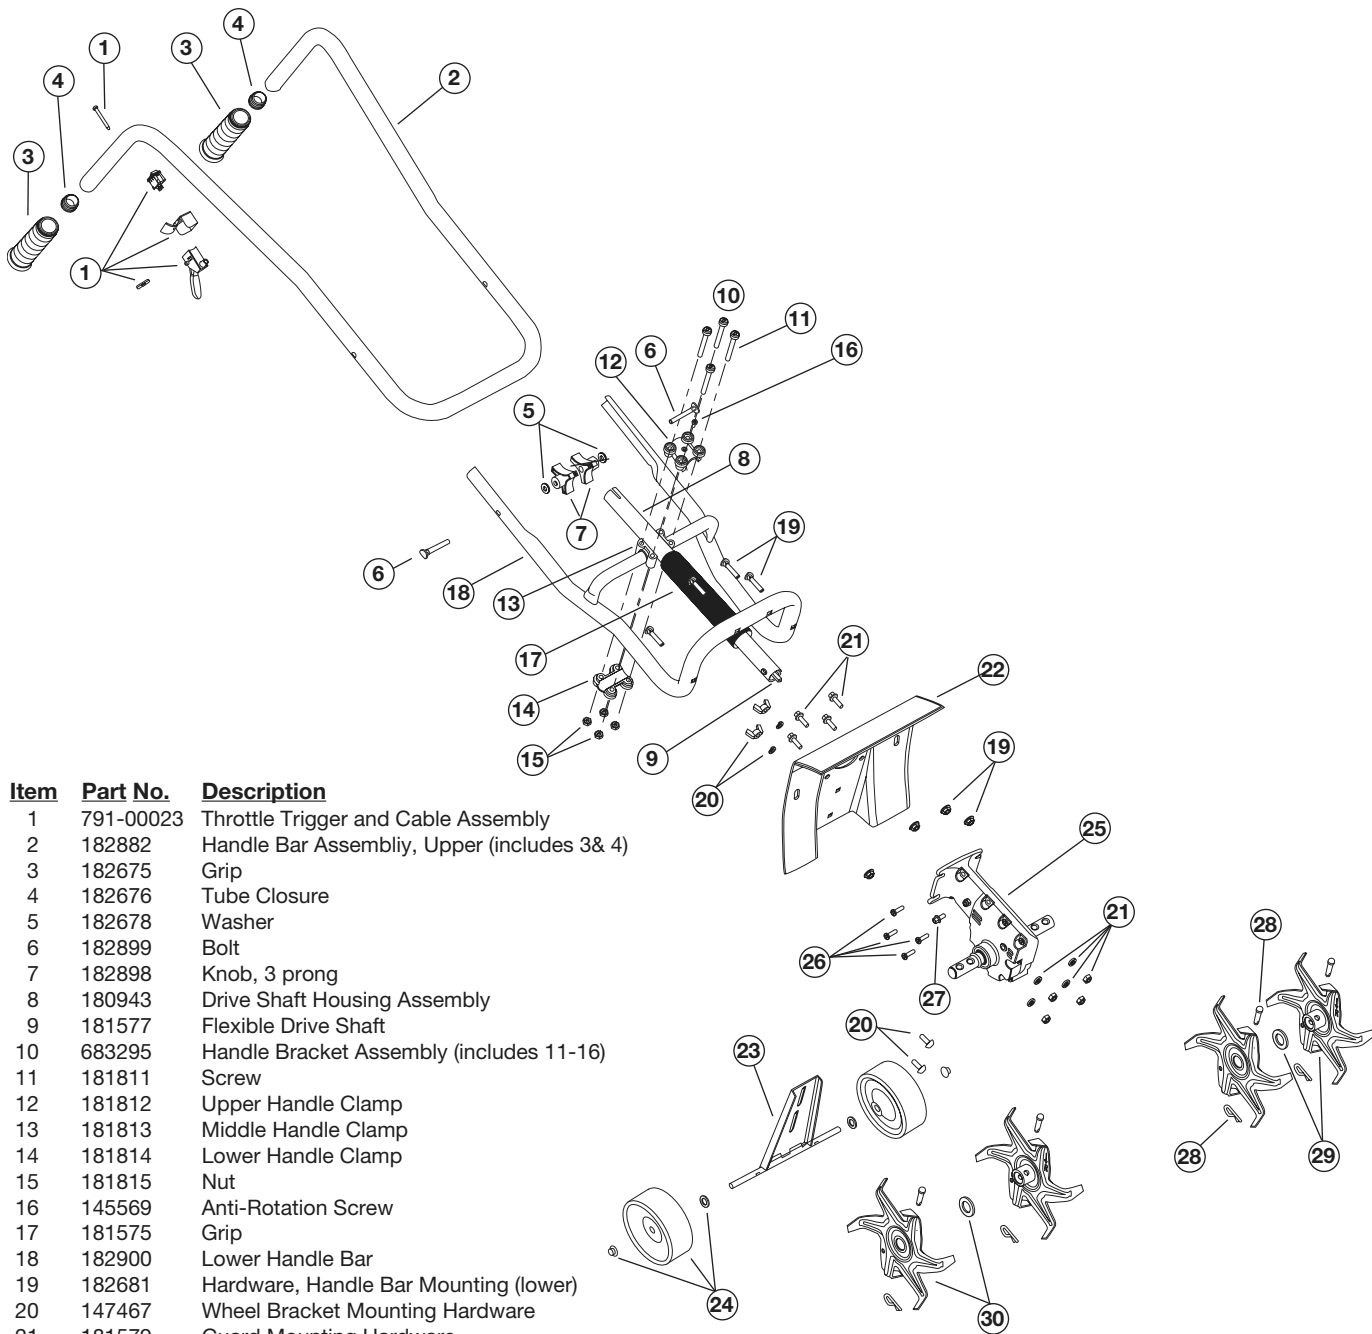 4
3
4
1
2
3
1
10
11
6
16
12
5
8
7
19
6
18
13
17
21
22
14
15
9
20
19
25
21
26
28
27
20
23
28
29
24
30
Item Part No. Description
1 791-00023 Throttle Trigger and Cable Assembly
2 182882 Handle Bar Assembliy, Upper (includes 3& 4)
3 182675 Grip
4 182676 Tube Closure
5 182678 Washer
6 182899 Bolt
7 182898 Knob, 3 prong
8 180943 Drive Shaft Housing Assembly
9 181577 Flexible Drive Shaft
10 683295 Handle Bracket Assembly (includes 11-16)
11 181811 Screw
12 181812 Upper Handle Clamp
13 181813 Middle Handle Clamp
14 181814 Lower Handle Clamp
15 181815 Nut
16 145569 Anti-Rotation Screw
17 181575 Grip
18 182900 Lower Handle Bar
19 182681 Hardware, Handle Bar Mounting (lower)
20 147467 Wheel Bracket Mounting Hardware
21 181579 Guard Mounting Hardware